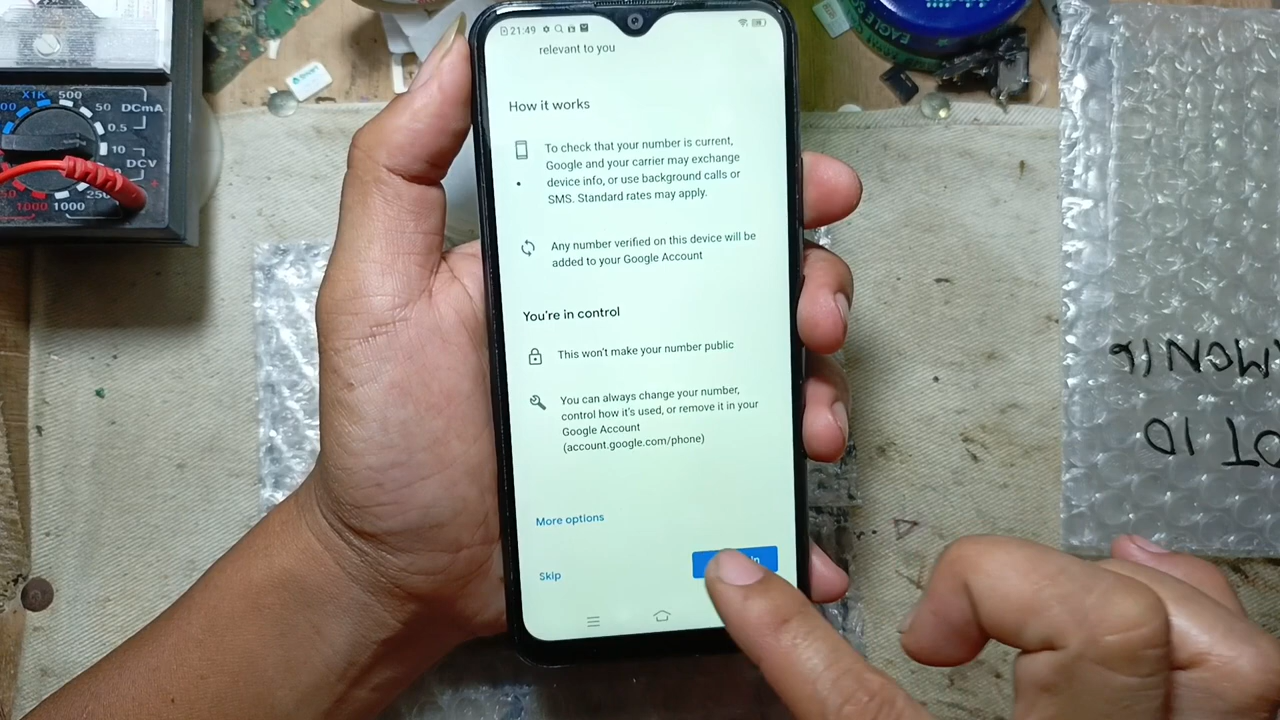 21:49
relevant to you
How it works
To check that your number is current,
Google and your carrier may exchange
device info, or use background calls or
SMS. Standard rates may apply.
Any number verified on this device will be
added to your Google Account
You're in control
This won't make your number public
You can always change your number,
control how it's used, or remove it in your
Google Account
(account.google.com/phone)
More options
Skip
X1K
500
50
DCmA
0.5
10
DCV
1000
1000
EAGLE